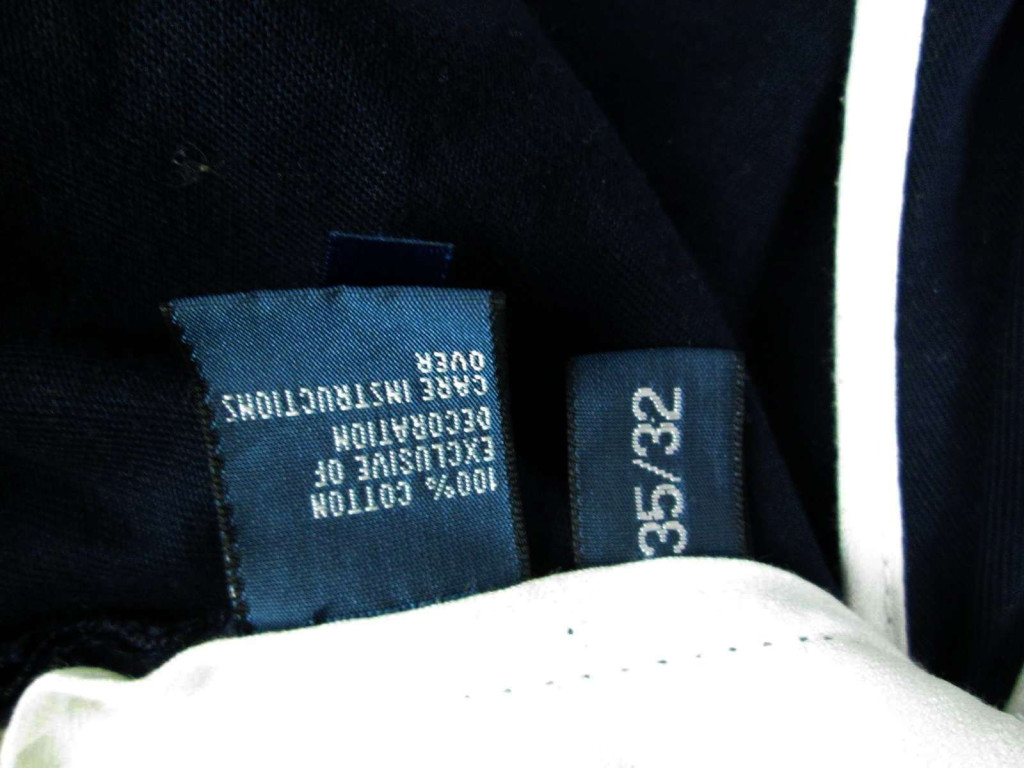 100% COTTON
EXCLUSIVE OF
DECORATION
CARE INSTRUCTIONS
OVER
35/32